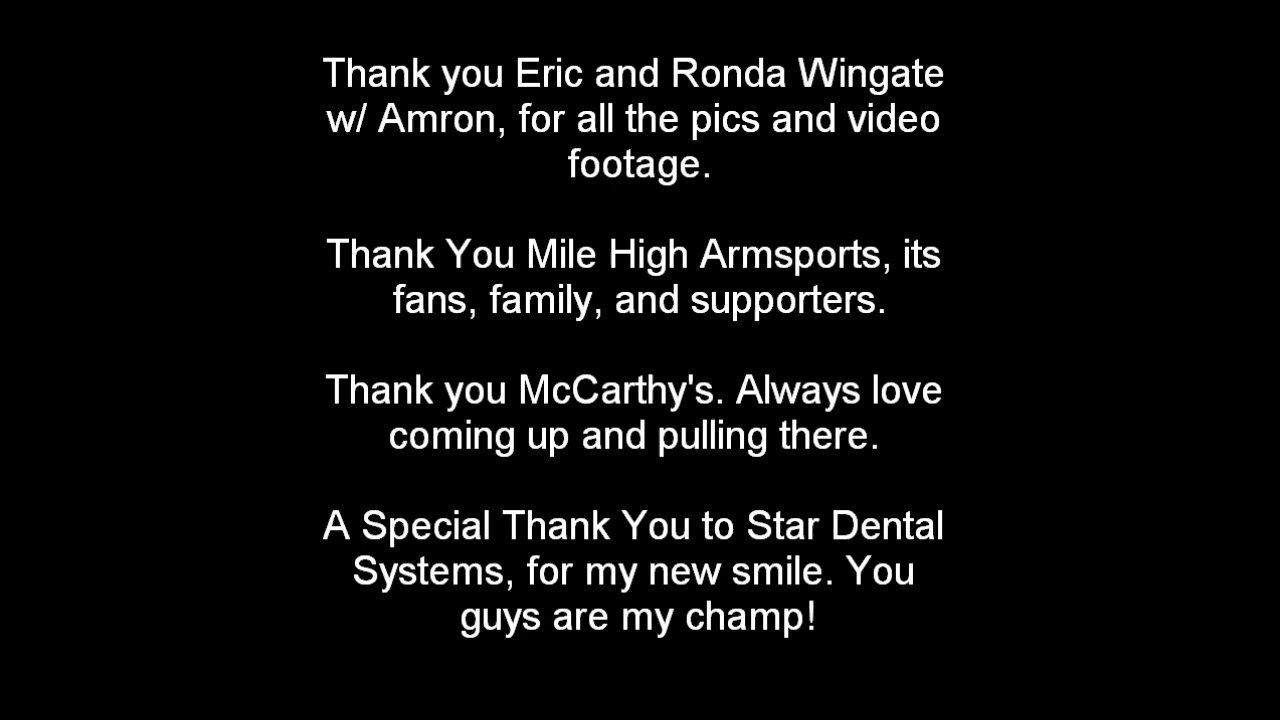 Thank you Eric and Ronda Wingate
w/ Amron, for all the pics and video
footage.
Thank You Mile High Armsports, its
fans, family, and supporters.
Thank you McCarthy's. Always love
coming up and pulling there.
A Special Thank You to Star Dental
Systems, for my new smile. You
guys are my champ!